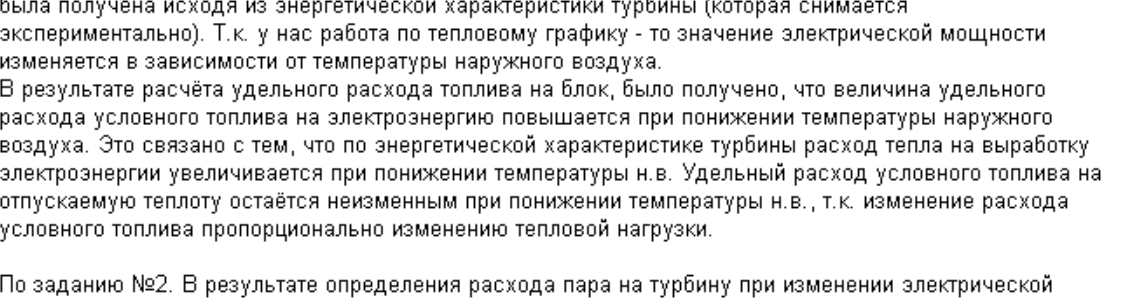 была получена исходя из энергетической характеристики турбины (которая снимается
экспериментально). Т.к. у нас работа по тепловому графику - то значение электрической мощности
изменяется в зависимости от температуры наружного воздуха.
В результате расчёта удельного расхода топлива на блок, было получено, что величина удельного
расхода условного топлива на электроэнергию повышается при понижении температуры наружного
воздуха. Это связано с тем, что по энергетической характеристике турбины расход тепла на выработку
электроэнергии увеличивается при понижении температуры н.в. Удельный расход условного топлива на
отпускаемую теплоту остаётся неизменным при понижении температуры н.в., т.к. изменение расхода
условного топлива пропорционально изменению тепловой нагрузки.
По заданию №2. В результате определения расхода пара на турбину при изменении электрической